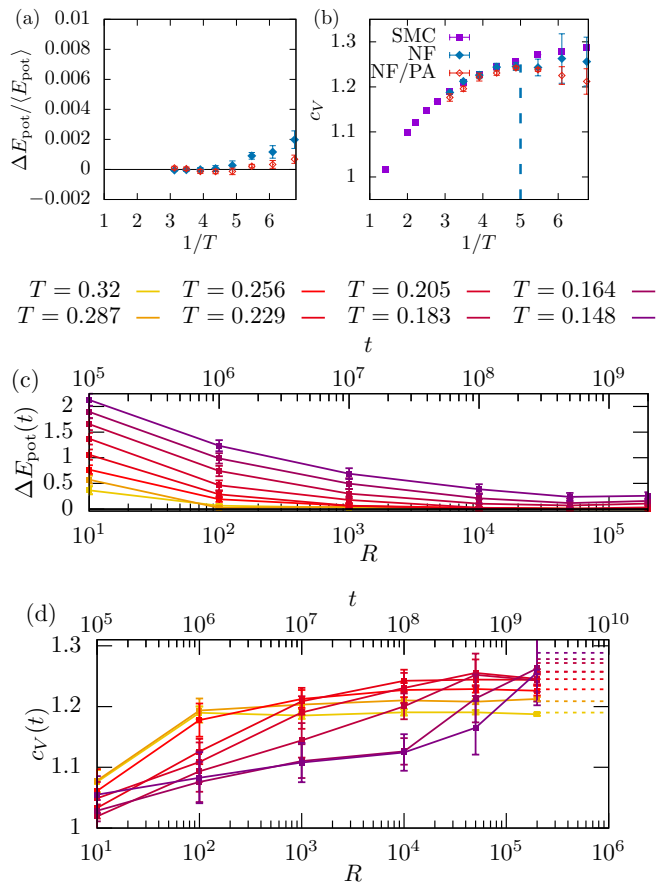 (a)
0.01
0.008
0.006
0.004
0.002
0
−0.002
ΔE_pot/⟨E_pot⟩
1 2 3 4 5 6
1/T
(b)
1.3
1.2
1.1
1
c_V
SMC
NF
NF/PA
1 2 3 4 5 6
1/T
T = 0.32 T = 0.256 T = 0.205 T = 0.164
T = 0.287 T = 0.229 T = 0.183 T = 0.148
t
(c)
10^5 10^6 10^7 10^8 10^9
2
1.5
1
0.5
0
ΔE_pot(t)
10^1 10^2 10^3 10^4 10^5
R
(d)
t
10^5 10^6 10^7 10^8 10^9 10^10
1.3
1.2
1.1
1
c_V(t)
10^1 10^2 10^3 10^4 10^5 10^6
R